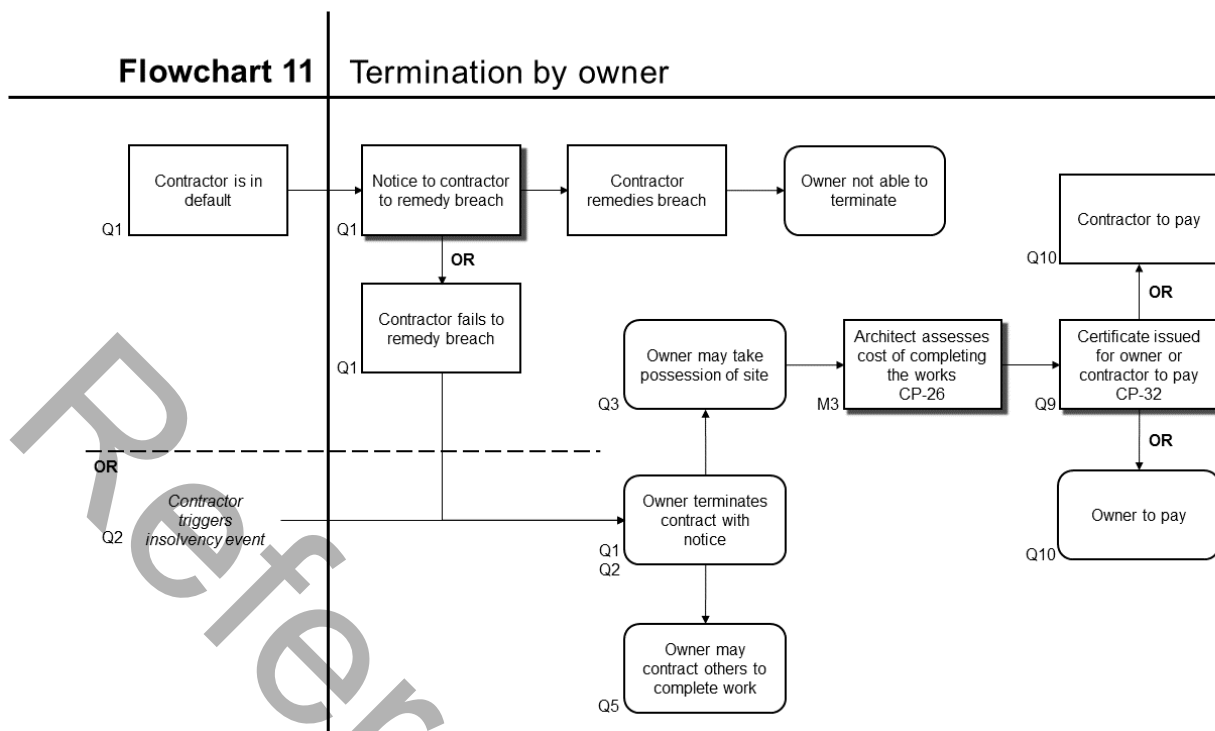 Flowchart 11
Termination by owner
Contractor is in
default
Q1
Notice to contractor
to remedy breach
Q1
Contractor
remedies breach
Owner not able to
terminate
Contractor to pay
Q10
OR
OR
Contractor fails to
remedy breach
Q1
Owner may take
possession of site
Q3
Architect assesses
cost of completing
the works
CP-26
M3
Certificate issued
for owner or
contractor to pay
CP-32
Q9
OR
OR
Contractor
triggers
insolvency event
Q2
Owner terminates
contract with
notice
Q1
Q2
Owner to pay
Q10
Owner may
contract others to
complete work
Q5
Refer